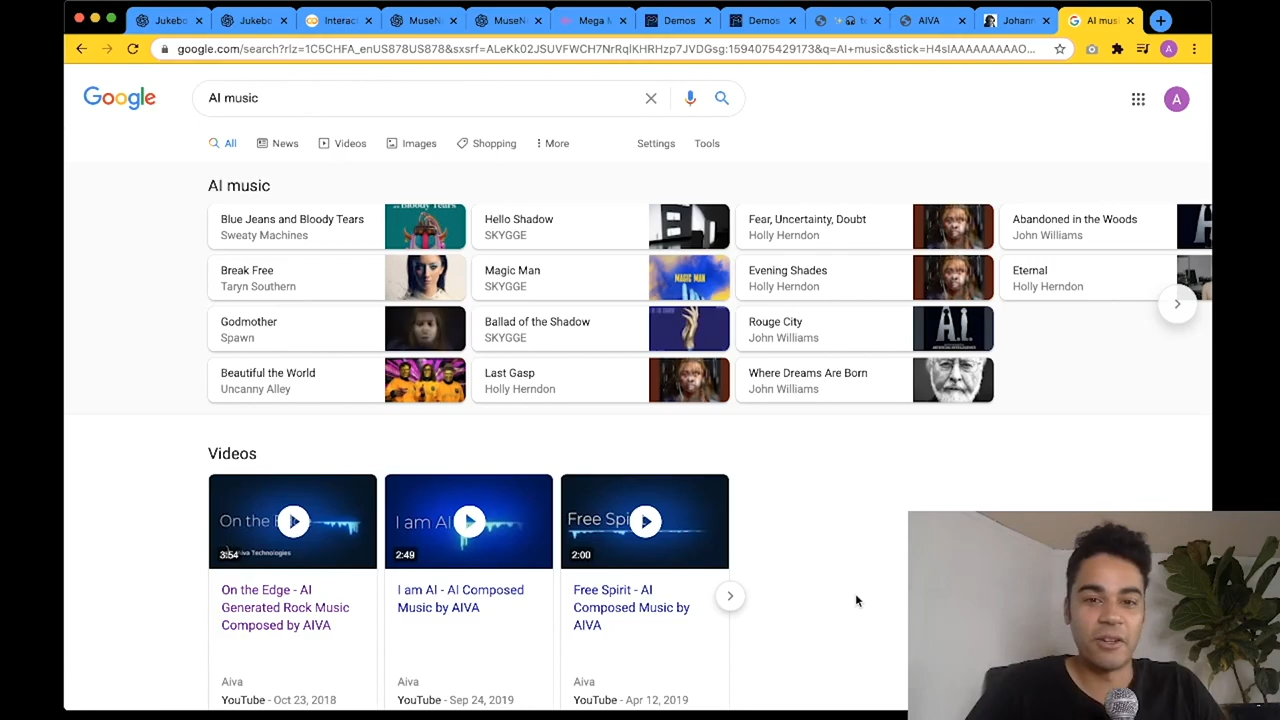 Jukebo
Jukebo
Interac
MuseN
MuseN
Mega M
Demos
Demos
AIVA
Johann
AI mus
google.com/search?rlz=1C5CHFA_enUS878US878&sxsrf=ALeKk02JSUVFWCH7NrRqlKHRHzp7JVDGsg:1594075429173&q=AI+music&stick=H4sIAAAAAAAAO...
A
Google
AI music
A
All
News
Videos
Images
Shopping
More
Settings
Tools
AI music
Blue Jeans and Bloody Tears
Sweaty Machines
Hello Shadow
SKYGGE
Fear, Uncertainty, Doubt
Holly Herndon
Abandoned in the Woods
John Williams
Break Free
Taryn Southern
Magic Man
SKYGGE
MAGIC MAN
Evening Shades
Holly Herndon
Eternal
Holly Herndon
Godmother
Spawn
Ballad of the Shadow
SKYGGE
Rouge City
John Williams
A.I.
Beautiful the World
Uncanny Alley
Last Gasp
Holly Herndon
Where Dreams Are Born
John Williams
Videos
On the E
3:54
Aiva Technologies
I am AI
2:49
Free Spi
2:00
On the Edge - AI
Generated Rock Music
Composed by AIVA
I am AI - AI Composed
Music by AIVA
Free Spirit - AI
Composed Music by
AIVA
Aiva
YouTube - Oct 23, 2018
Aiva
YouTube - Sep 24, 2019
Aiva
YouTube - Apr 12, 2019